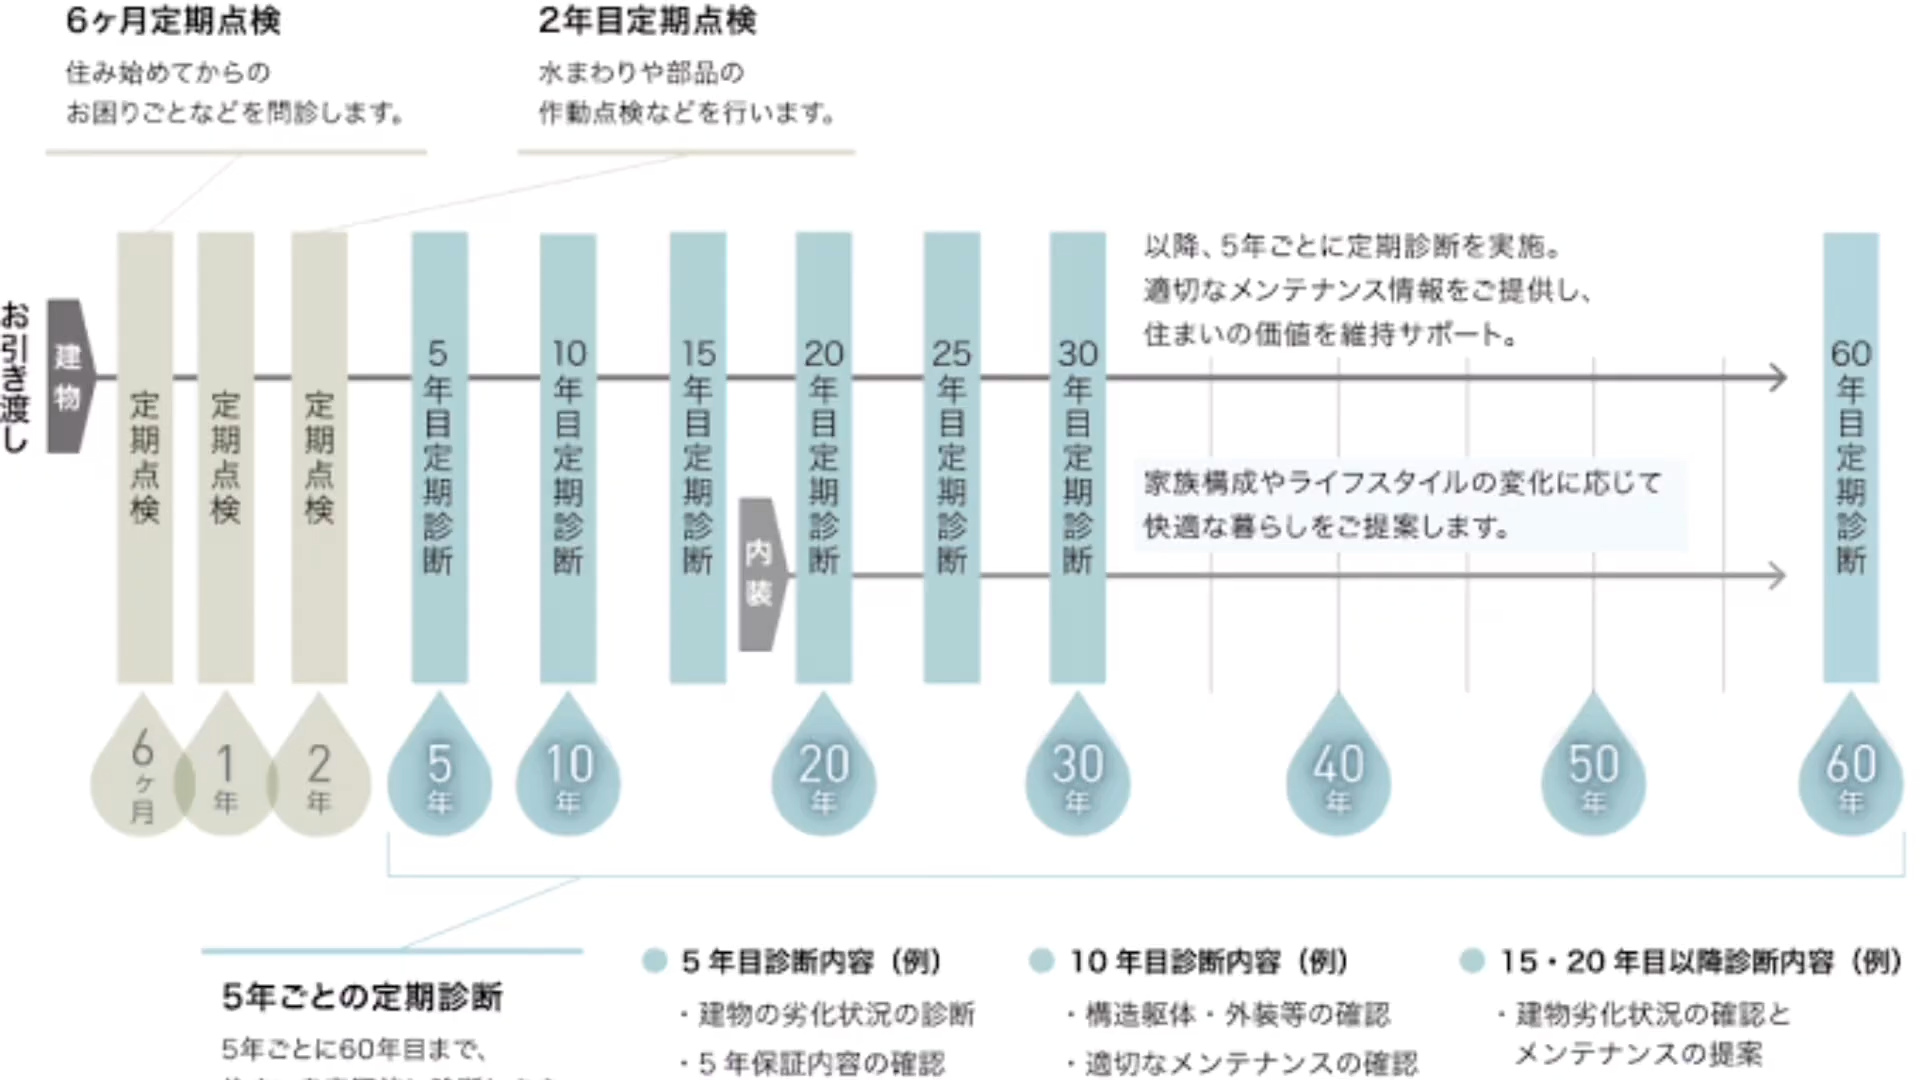 6ヶ月定期点検
住み始めてからの
お困りごとなどを問診します。
2年目定期点検
水まわりや部品の
作動点検などを行います。
お引き渡し
建物
定期点検
定期点検
定期点検
5年目定期診断
10年目定期診断
15年目定期診断
20年目定期診断
25年目定期診断
30年目定期診断
以降、5年ごとに定期診断を実施。
適切なメンテナンス情報をご提供し、
住まいの価値を維持サポート。
60年目定期診断
内装
家族構成やライフスタイルの変化に応じて
快適な暮らしをご提案します。
6ヶ月
1年
2年
5年
10年
20年
30年
40年
50年
60年
5年ごとの定期診断
5年ごとに60年目まで、
5年目診断内容（例）
・建物の劣化状況の診断
・5年保証内容の確認
10年目診断内容（例）
・構造躯体・外装等の確認
・適切なメンテナンスの確認
15・20年目以降診断内容（例）
・建物劣化状況の確認と
メンテナンスの提案